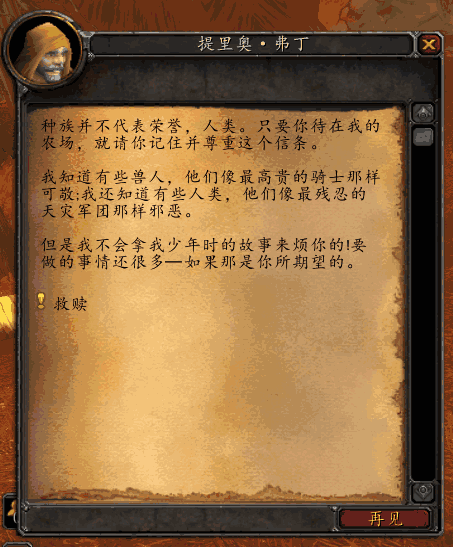 提里奥·弗丁
种族并不代表荣誉，人类。只要你待在我的
农场，就请你记住并尊重这个信条。
我知道有些兽人，他们像最高贵的骑士那样
可敬;我还知道有些人类，他们像最残忍的
天灾军团那样邪恶。
但是我不会拿我少年时的故事来烦你的!要
做的事情还很多—如果那是你所期望的。
救赎
再见